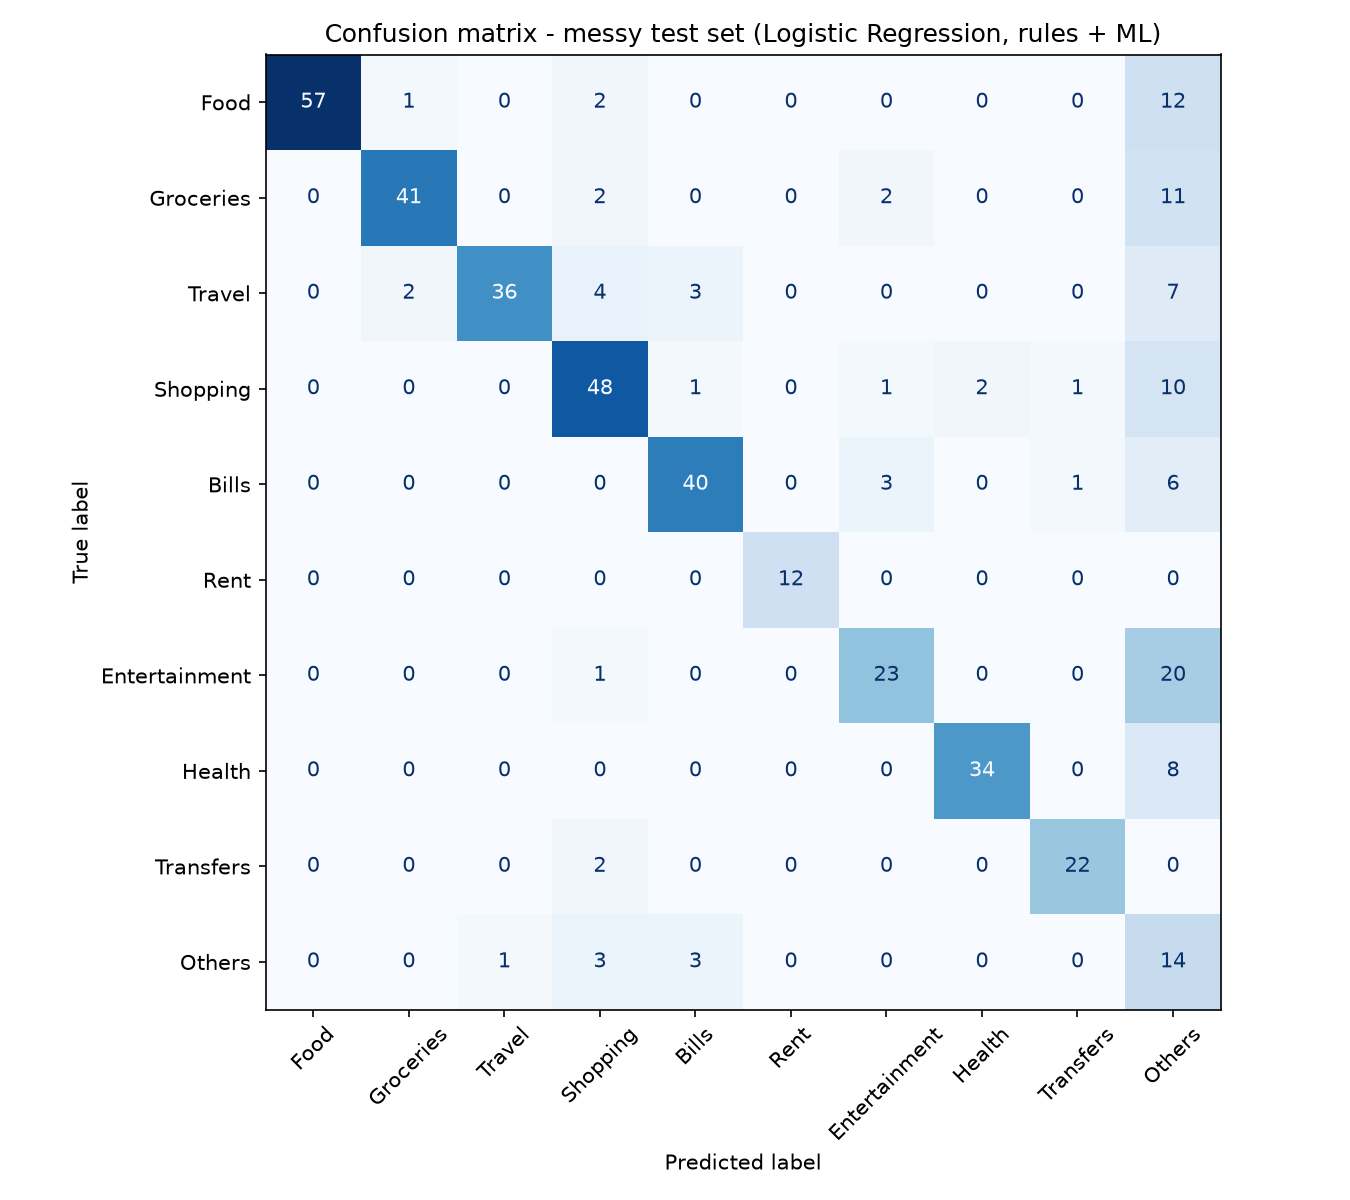 Confusion matrix - messy test set (Logistic Regression, rules + ML)
Food 57 1 0 2 0 0 0 0 0 12
Groceries 0 41 0 2 0 0 2 0 0 11
Travel 0 2 36 4 3 0 0 0 0 7
Shopping 0 0 0 48 1 0 1 2 1 10
Bills 0 0 0 0 40 0 3 0 1 6
Rent 0 0 0 0 0 12 0 0 0 0
Entertainment 0 0 0 1 0 0 23 0 0 20
Health 0 0 0 0 0 0 0 34 0 8
Transfers 0 0 0 2 0 0 0 0 22 0
Others 0 0 1 3 3 0 0 0 0 14
True label
Food Groceries Travel Shopping Bills Rent Entertainment Health Transfers Others
Predicted label